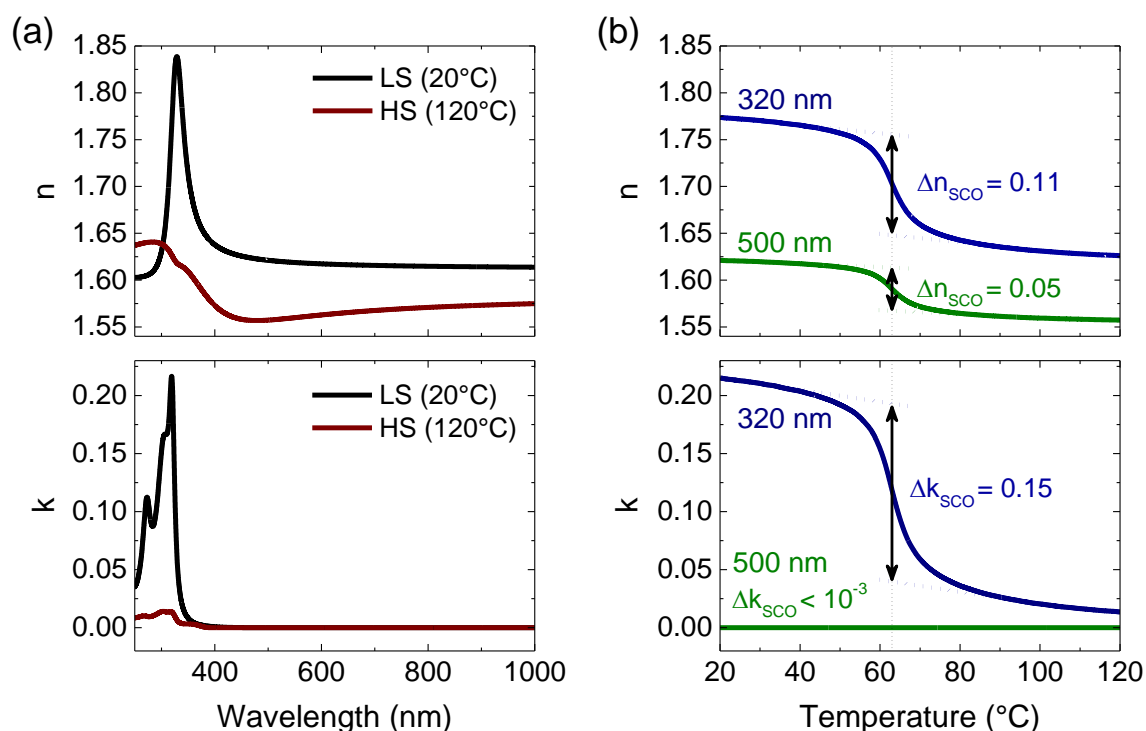 (a)
(b)
1.85
1.80
1.75
1.70
1.65
1.60
1.55
n
LS (20°C)
HS (120°C)
1.85
1.80
1.75
1.70
1.65
1.60
1.55
n
320 nm
Δn_SCO = 0.11
500 nm
Δn_SCO = 0.05
0.20
0.15
0.10
0.05
0.00
k
LS (20°C)
HS (120°C)
400 600 800 1000
Wavelength (nm)
0.20
0.15
0.10
0.05
0.00
k
320 nm
Δk_SCO = 0.15
500 nm
Δk_SCO < 10⁻³
20 40 60 80 100 120
Temperature (°C)